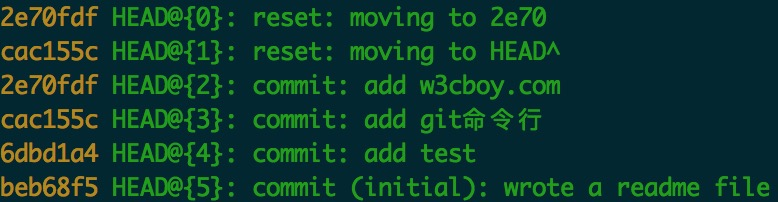 2e70fdf HEAD@{0}: reset: moving to 2e70
cac155c HEAD@{1}: reset: moving to HEAD^
2e70fdf HEAD@{2}: commit: add w3cboy.com
cac155c HEAD@{3}: commit: add git命令行
6dbd1a4 HEAD@{4}: commit: add test
beb68f5 HEAD@{5}: commit (initial): wrote a readme file